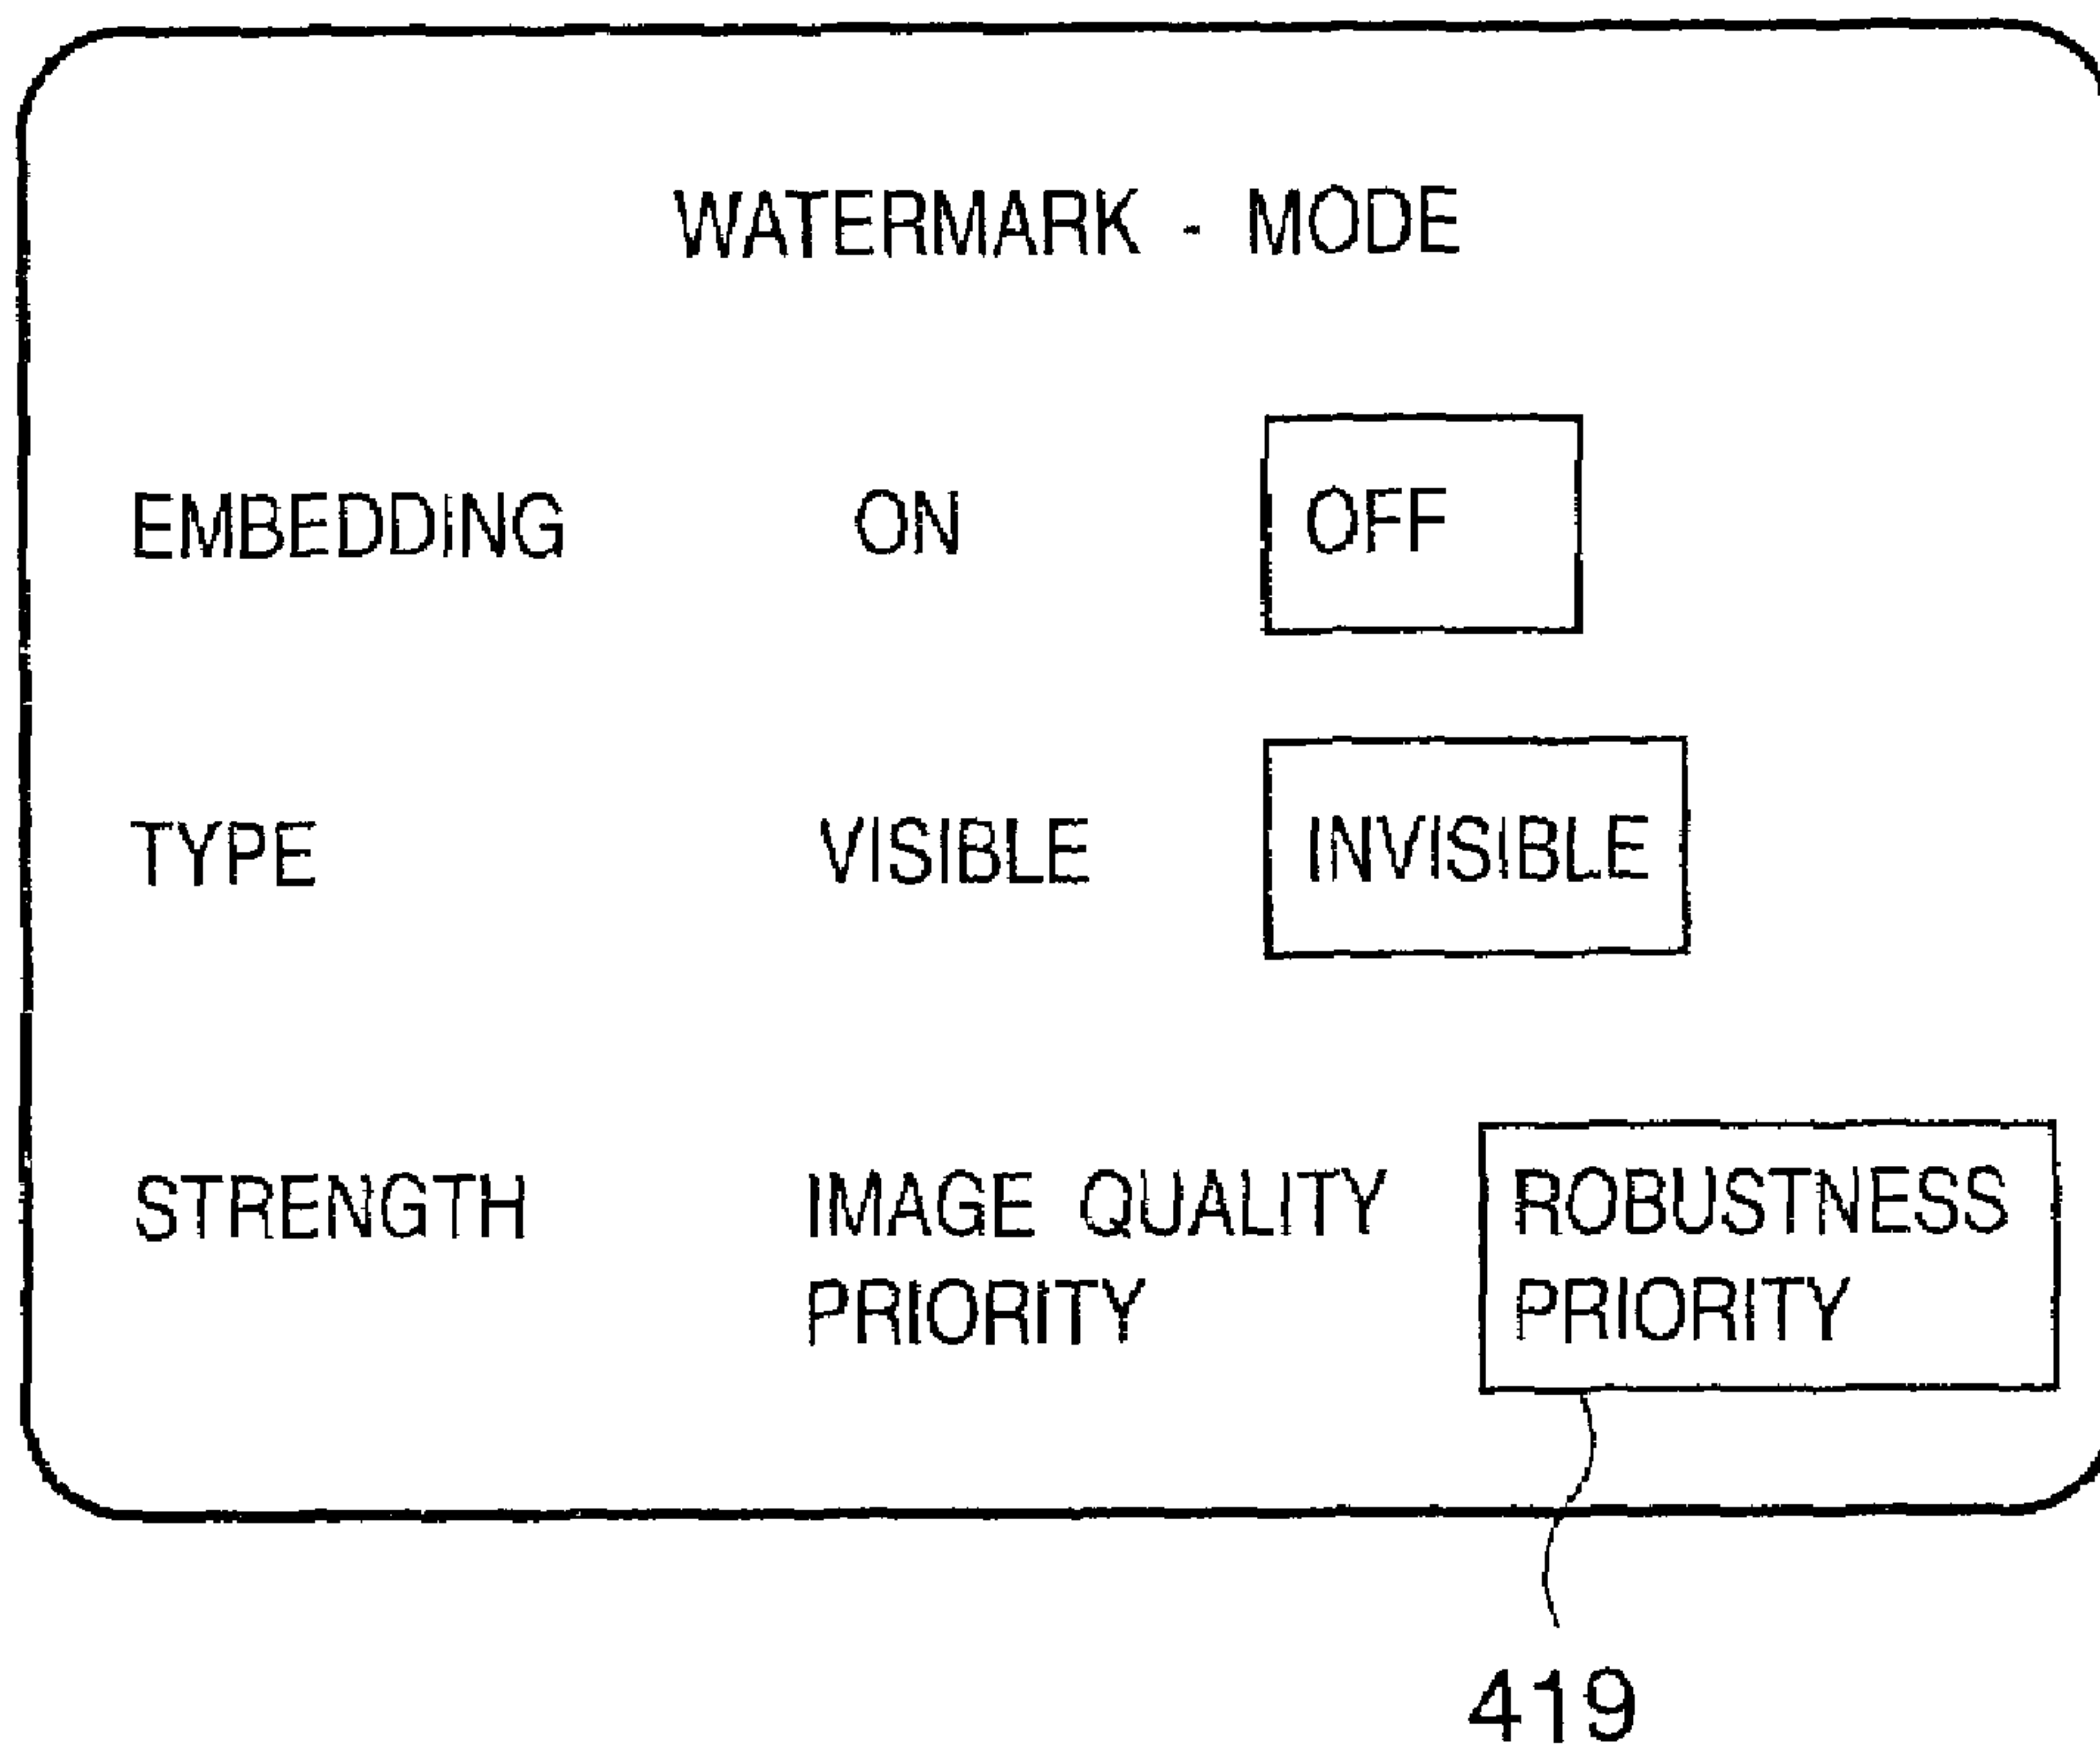 WATERMARK - MODE
EMBEDDING ON OFF
TYPE VISIBLE INVISIBLE
STRENGTH IMAGE QUALITY PRIORITY ROBUSTNESS PRIORITY
419